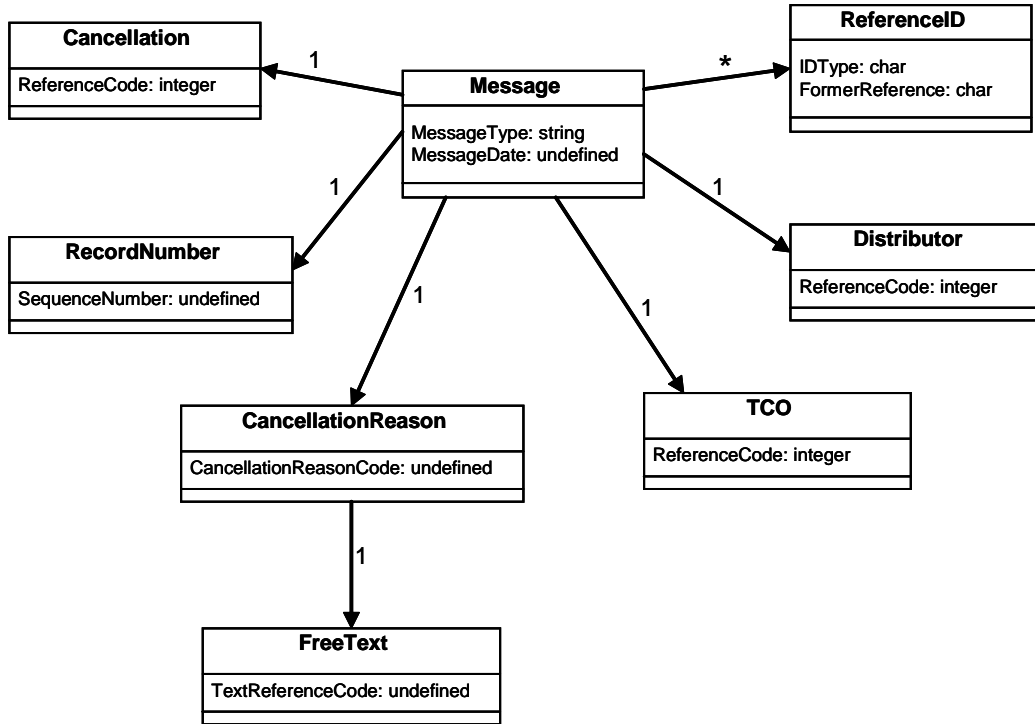 Cancellation
ReferenceCode: integer
1
Message
MessageType: string
MessageDate: undefined
*
ReferenceID
IDType: char
FormerReference: char
1
RecordNumber
SequenceNumber: undefined
1
Distributor
ReferenceCode: integer
1
CancellationReason
CancellationReasonCode: undefined
1
TCO
ReferenceCode: integer
1
FreeText
TextReferenceCode: undefined